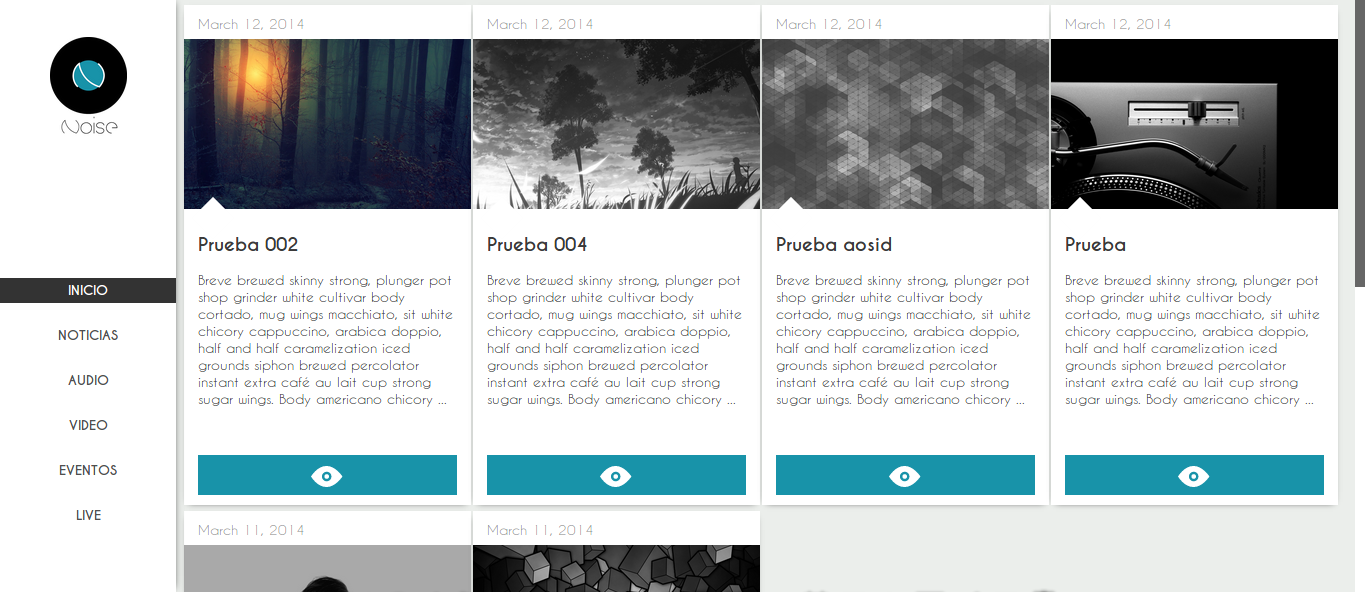 Noise
INICIO
NOTICIAS
AUDIO
VIDEO
EVENTOS
LIVE
March 12, 2014
Prueba 002
Breve brewed skinny strong, plunger pot
shop grinder white cultivar body
cortado, mug wings macchiato, sit white
chicory cappuccino, arabica doppio,
half and half caramelization iced
grounds siphon brewed percolator
instant extra café au lait cup strong
sugar wings. Body americano chicory ...
March 12, 2014
Prueba 004
Breve brewed skinny strong, plunger pot
shop grinder white cultivar body
cortado, mug wings macchiato, sit white
chicory cappuccino, arabica doppio,
half and half caramelization iced
grounds siphon brewed percolator
instant extra café au lait cup strong
sugar wings. Body americano chicory ...
March 12, 2014
Prueba aosid
Breve brewed skinny strong, plunger pot
shop grinder white cultivar body
cortado, mug wings macchiato, sit white
chicory cappuccino, arabica doppio,
half and half caramelization iced
grounds siphon brewed percolator
instant extra café au lait cup strong
sugar wings. Body americano chicory ...
March 12, 2014
Prueba
Breve brewed skinny strong, plunger pot
shop grinder white cultivar body
cortado, mug wings macchiato, sit white
chicory cappuccino, arabica doppio,
half and half caramelization iced
grounds siphon brewed percolator
instant extra café au lait cup strong
sugar wings. Body americano chicory ...
March 11, 2014
March 11, 2014